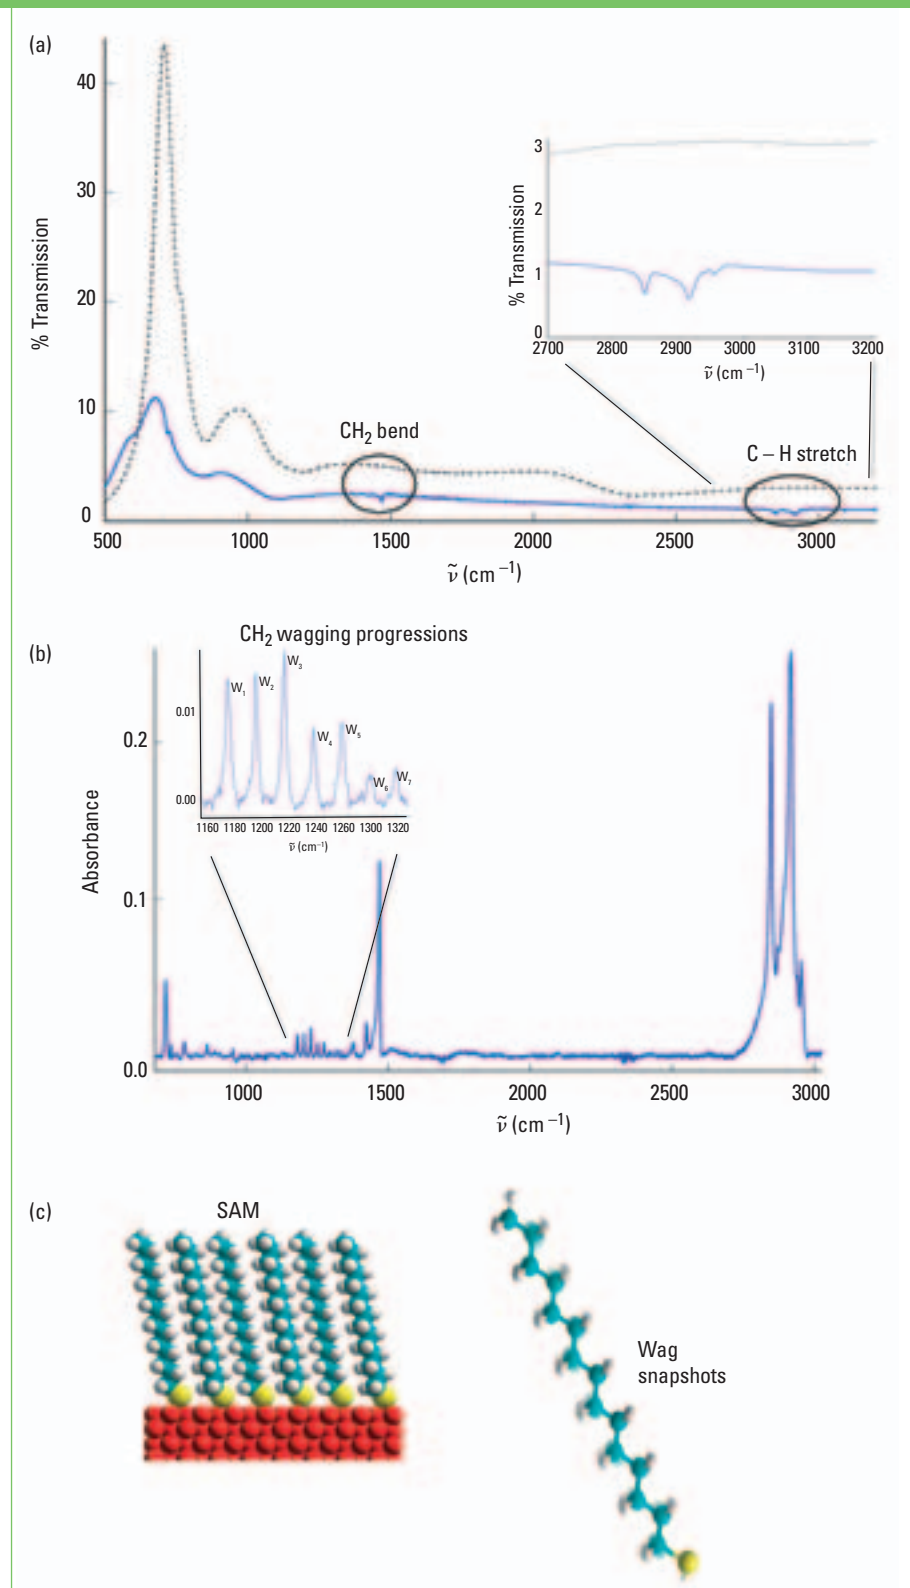 (a)
40
30
20
10
0
% Transmission
500 1000 1500 2000 2500 3000
ν̃ (cm –1)
CH2 bend
C – H stretch
3
2
1
0
% Transmission
2700 2800 2900 3000 3100 3200
ν̃ (cm –1)
(b)
CH2 wagging progressions
W1 W2 W3 W4 W5 W6 W7
0.01
0.00
1160 1180 1200 1220 1240 1260 1300 1320
ν̃ (cm–1)
0.2
0.1
0.0
Absorbance
1000 1500 2000 2500 3000
ν̃ (cm –1)
(c)
SAM
Wag
snapshots